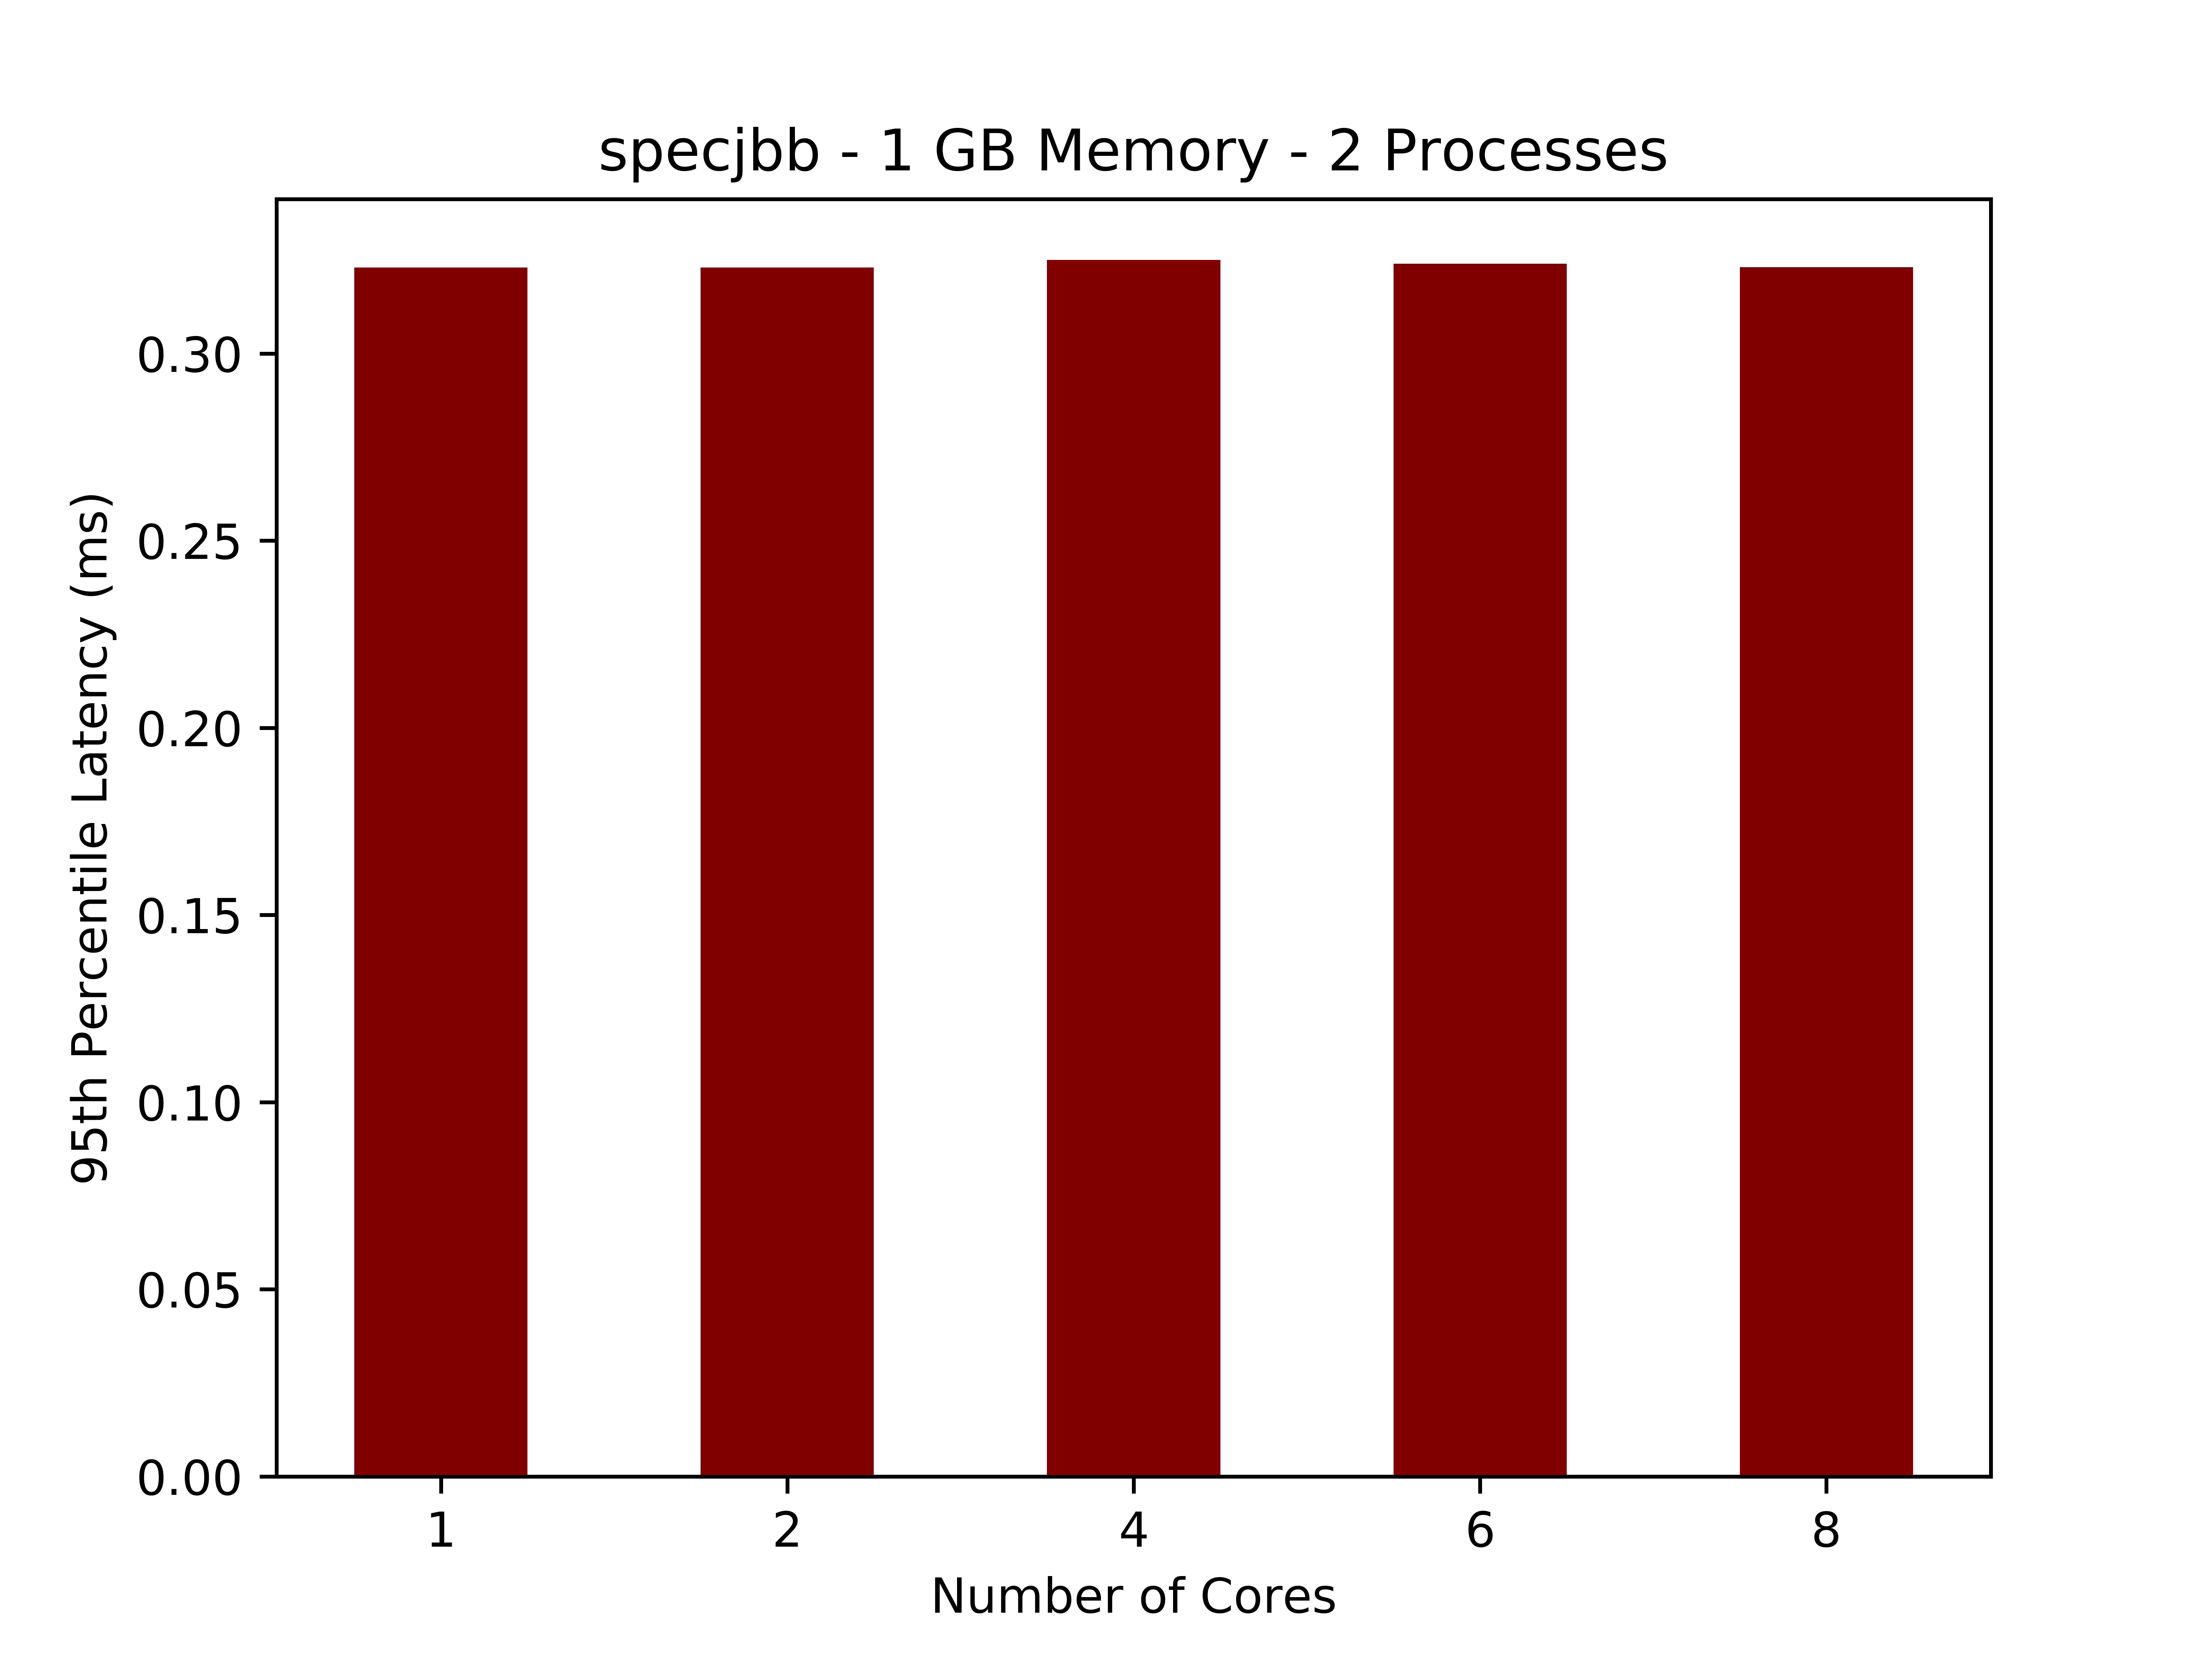 specjbb - 1 GB Memory - 2 Processes
95th Percentile Latency (ms)
0.30
0.25
0.20
0.15
0.10
0.05
0.00
1 2 4 6 8
Number of Cores